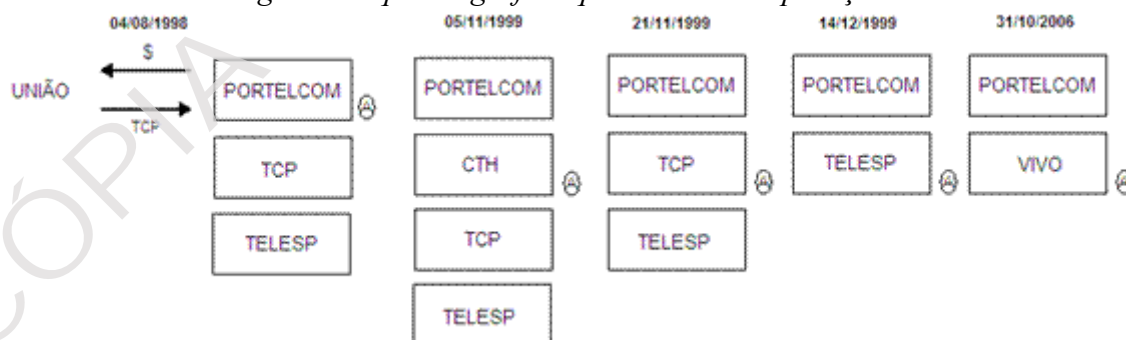 04/08/1998
05/11/1999
21/11/1999
14/12/1999
31/10/2006
$
UNIÃO
TCP
PORTELCOM
PORTELCOM
PORTELCOM
PORTELCOM
PORTELCOM
TCP
CTH
TCP
TELESP
VIVO
TELESP
TCP
TELESP
TELESP
A
A
A
A
A
CÓPIA